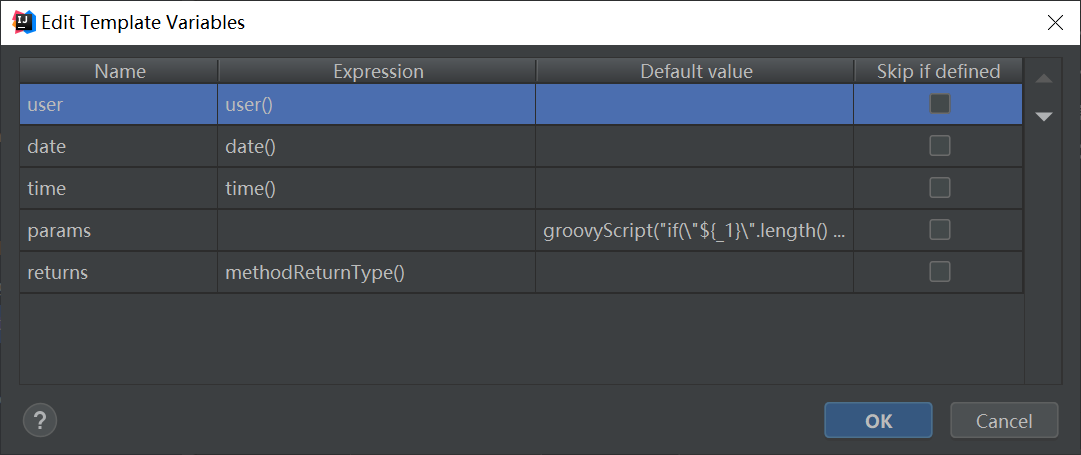 Edit Template Variables
Name Expression Default value Skip if defined
user user()
date date()
time time()
params groovyScript("if(\"${_1}\".length() ...
returns methodReturnType()
? OK Cancel